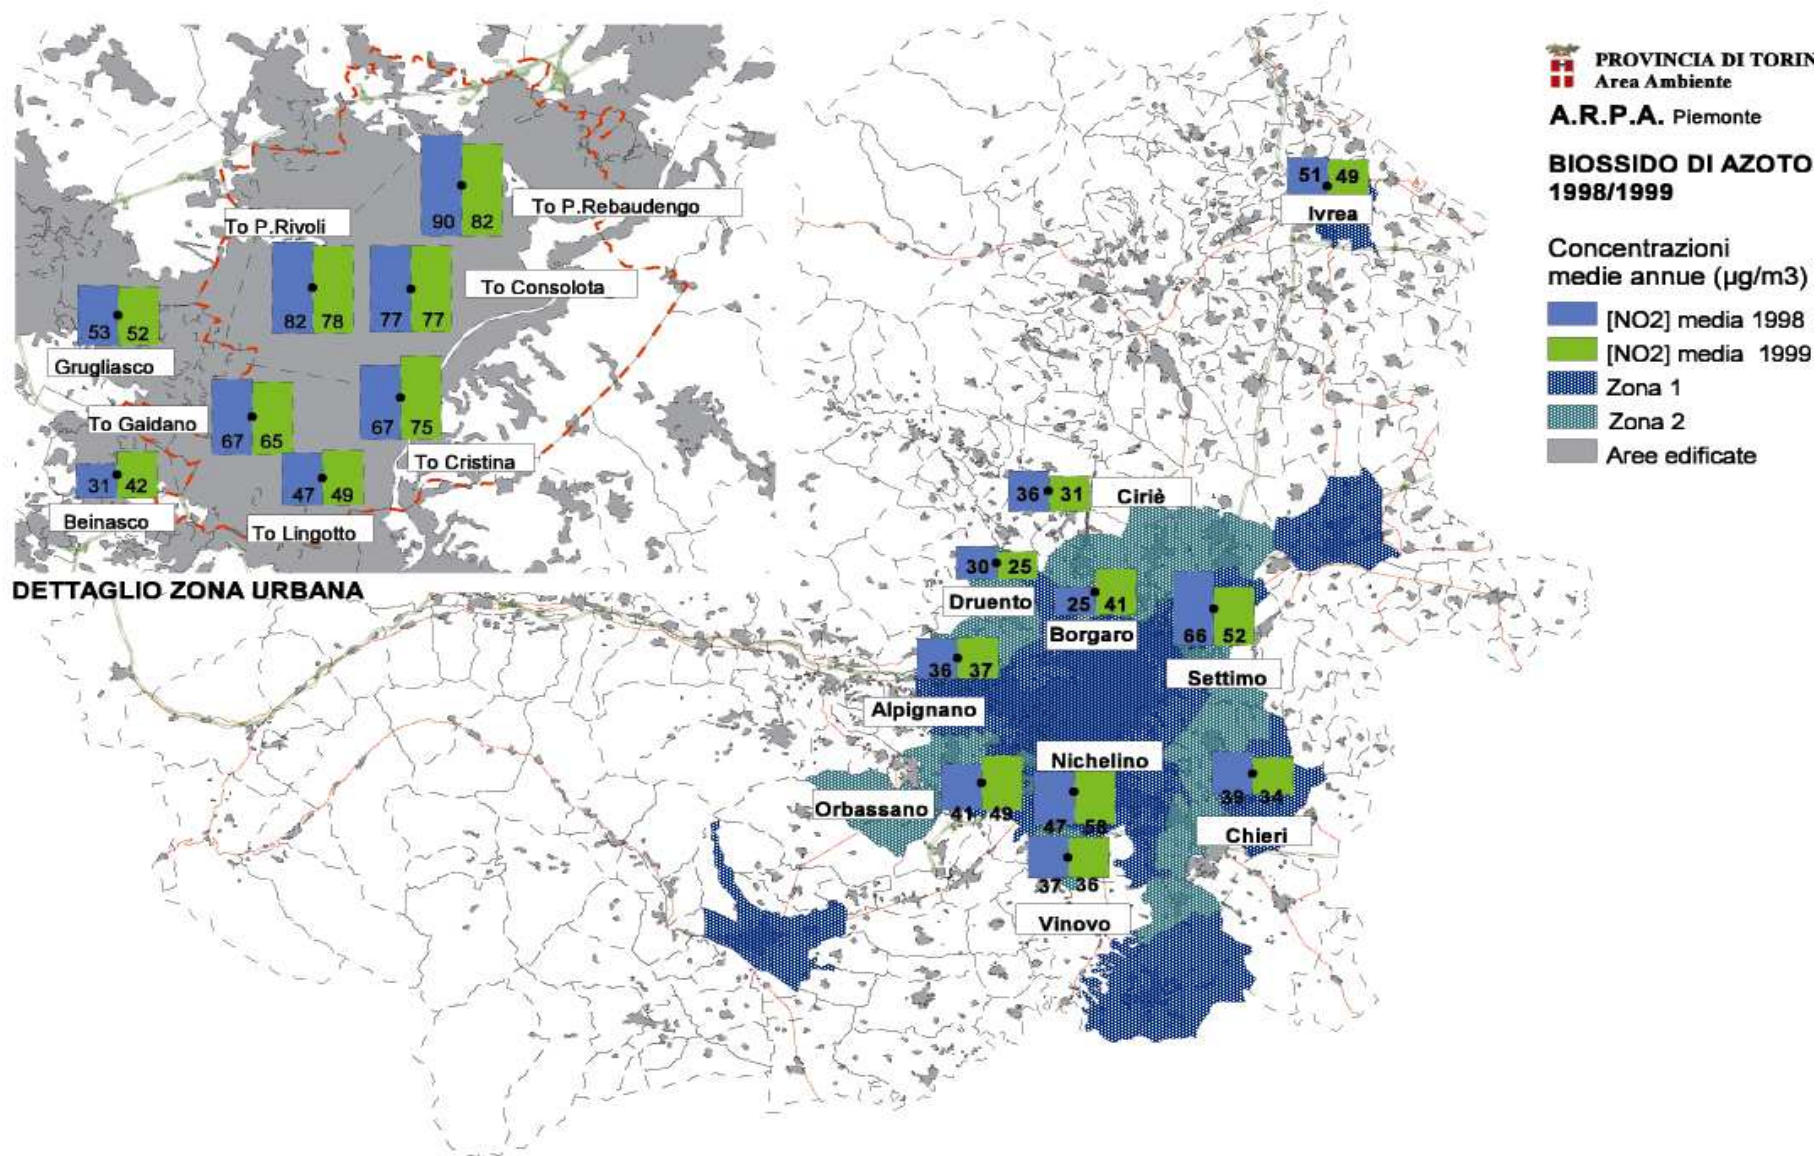 PROVINCIA DI TORIN
Area Ambiente
A.R.P.A. Piemonte
BIOSSIDO DI AZOTO
1998/1999
Concentrazioni
medie annue (µg/m3)
[NO2] media 1998
[NO2] media 1999
Zona 1
Zona 2
Aree edificate
90 82
To P.Rebaudengo
To P.Rivoli
82 78
77 77
To Consolota
53 52
Grugliasco
To Gaidano
67 65
67 75
To Cristina
31 42
Beinasco
47 49
To Lingotto
DETTAGLIO ZONA URBANA
51 49
Ivrea
36 31
Ciriè
30 25
Druento
25 41
Borgaro
66 52
Settimo
36 37
Alpignano
Nichelino
47 58
Orbassano
41 49
39 34
Chieri
37 36
Vinovo